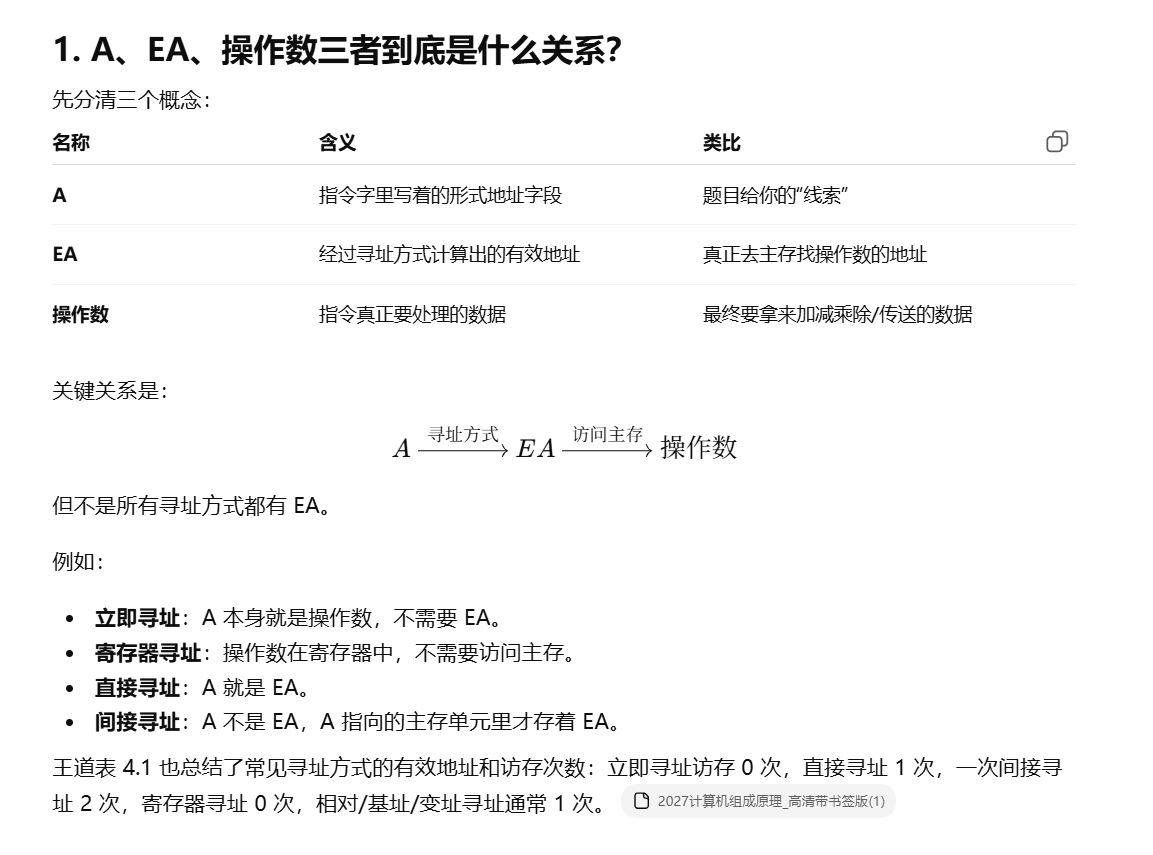 1. A、EA、操作数三者到底是什么关系？
先分清三个概念：
名称 含义 类比
A 指令字里写着的形式地址字段 题目给你的“线索”
EA 经过寻址方式计算出的有效地址 真正去主存找操作数的地址
操作数 指令真正要处理的数据 最终要拿来加减乘除/传送的数据
关键关系是：
A 寻址方式→ EA 访问主存→ 操作数
但不是所有寻址方式都有 EA。
例如：
• 立即寻址：A 本身就是操作数，不需要 EA。
• 寄存器寻址：操作数在寄存器中，不需要访问主存。
• 直接寻址：A 就是 EA。
• 间接寻址：A 不是 EA，A 指向的主存单元里才存着 EA。
王道表 4.1 也总结了常见寻址方式的有效地址和访存次数：立即寻址访存 0 次，直接寻址 1 次，一次间接寻
址 2 次，寄存器寻址 0 次，相对/基址/变址寻址通常 1 次。 2027计算机组成原理_高清带书签版(1)